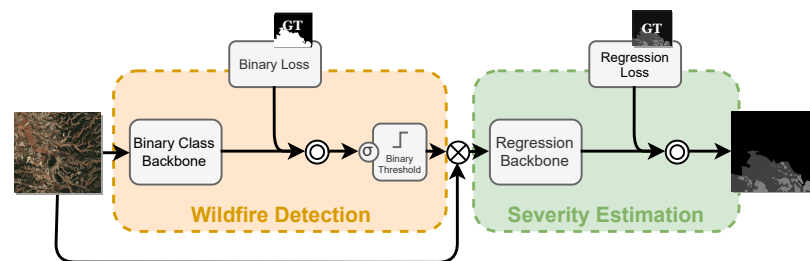 GT
Binary Loss
GT
Regression
Loss
Binary Class
Backbone
σ
Binary
Threshold
Regression
Backbone
Wildfire Detection
Severity Estimation